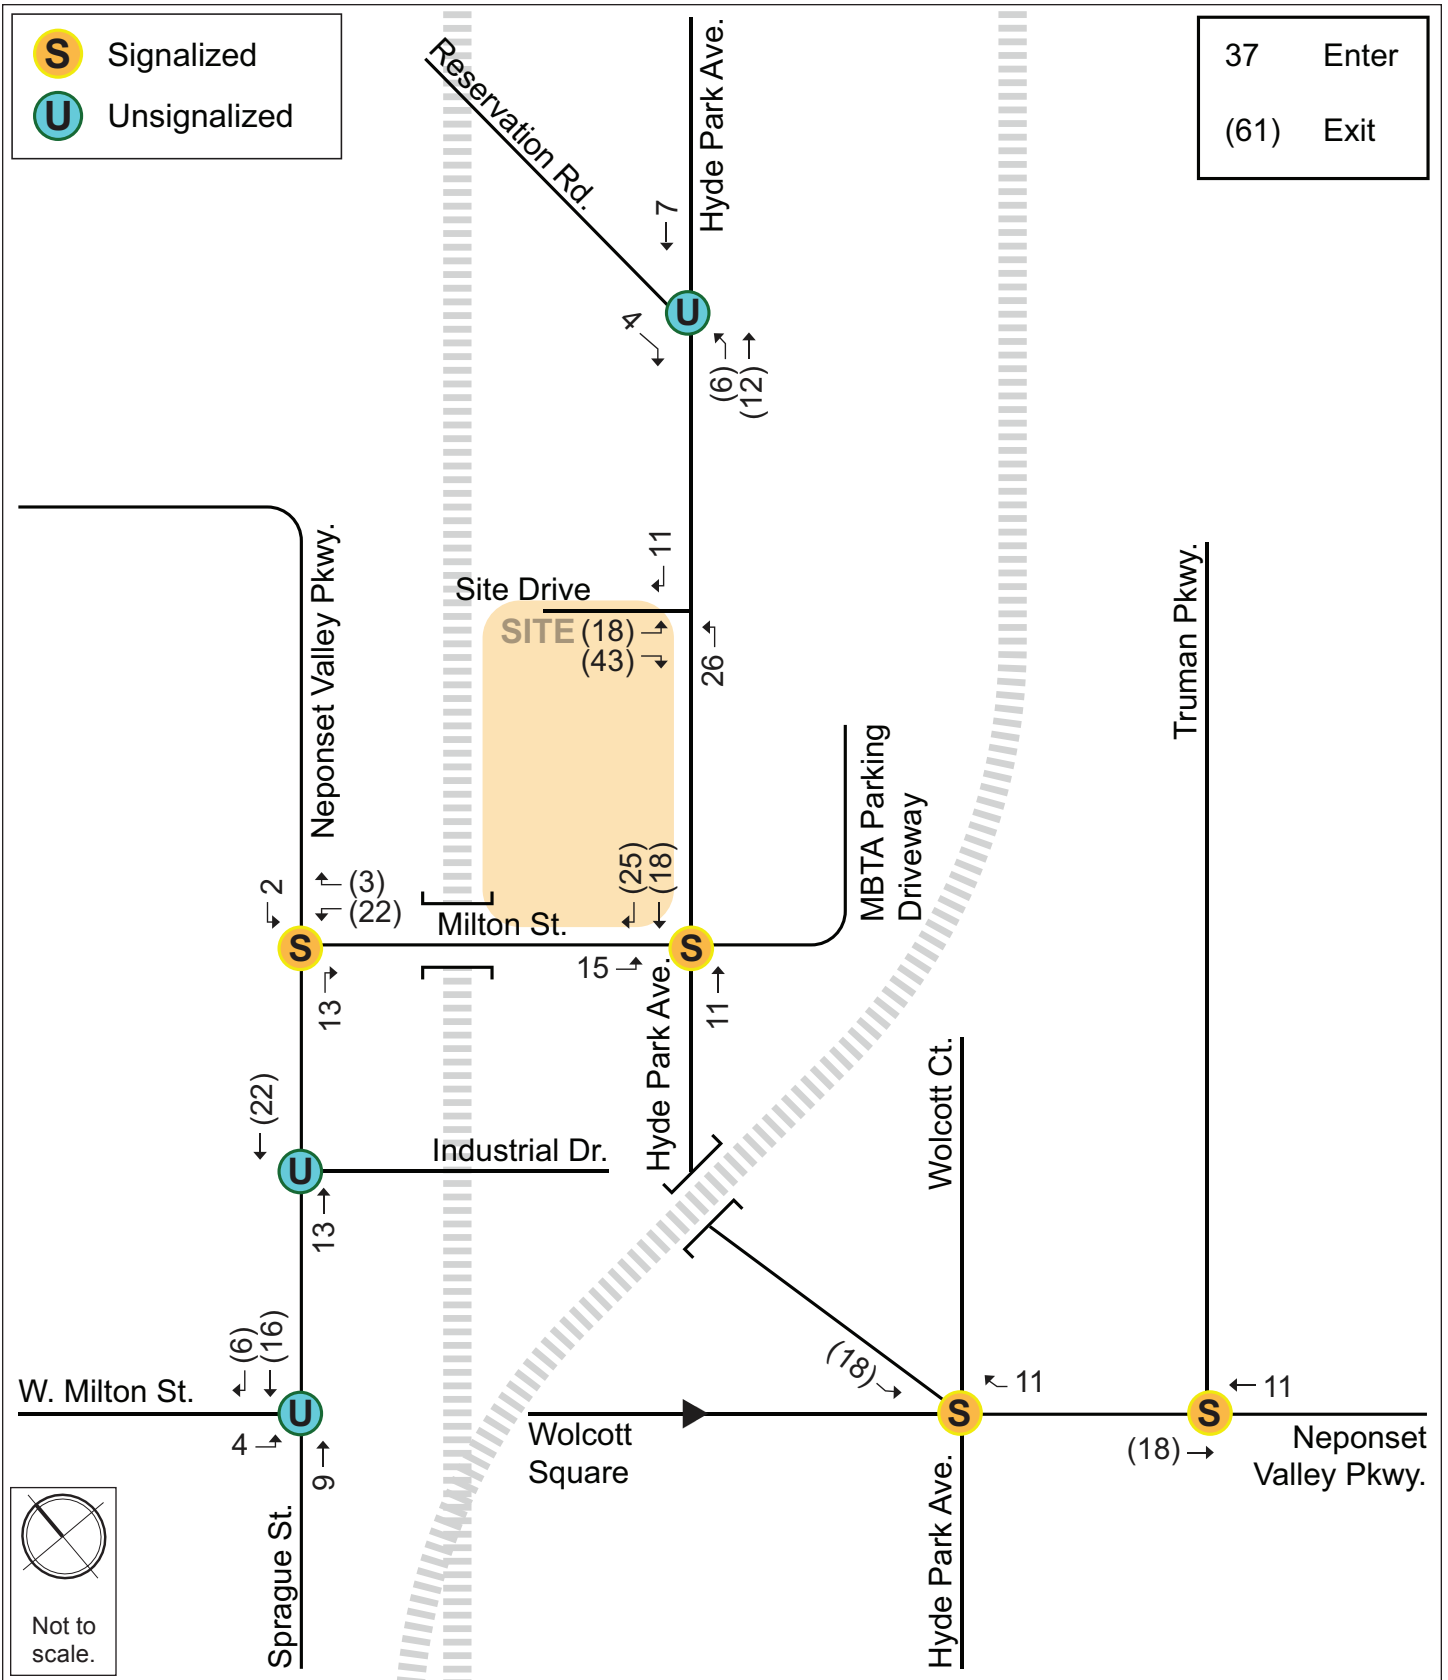 S Signalized
U Unsignalized
37 Enter
(61) Exit
Reservation Rd.
Hyde Park Ave.
7
U
4
(6)
(12)
11
Site Drive
SITE (18)
(43)
26
Neponset Valley Pkwy.
Truman Pkwy.
MBTA Parking
Driveway
2
(3)
(22)
(25)
(18)
Milton St.
S
S
15
13
11
Hyde Park Ave.
(22)
Industrial Dr.
U
13
Wolcott Ct.
(6)
(16)
W. Milton St.
U
4
9
Sprague St.
(18)
11
11
S
S
Wolcott
Square
(18)
Neponset
Valley Pkwy.
Hyde Park Ave.
Not to
scale.